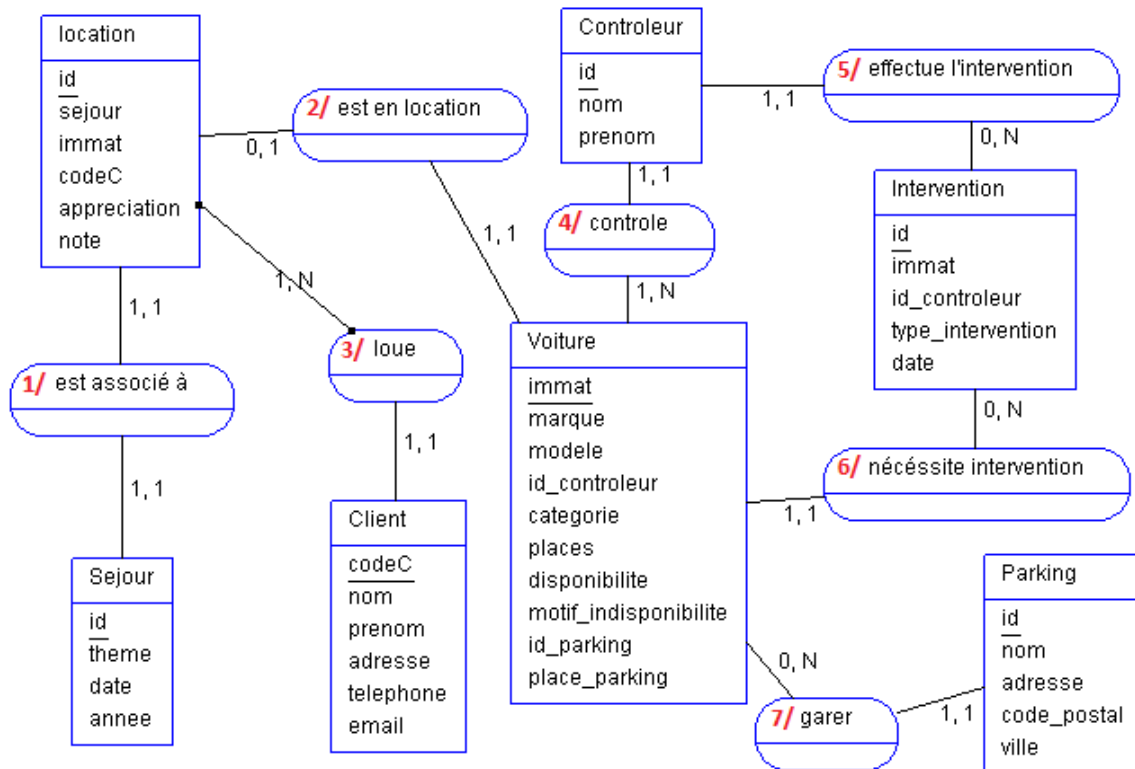 location
id
sejour
immat
codeC
appreciation
note
2/ est en location
0, 1
1, 1
1, N
3/ loue
1, 1
1, 1
1/ est associé à
1, 1
Sejour
id
theme
date
annee
Client
codeC
nom
prenom
adresse
telephone
email
Controleur
id
nom
prenom
1, 1
5/ effectue l'intervention
0, N
1, 1
4/ controle
1, N
Intervention
id
immat
id_controleur
type_intervention
date
0, N
6/ nécéssite intervention
1, 1
Voiture
immat
marque
modele
id_controleur
categorie
places
disponibilite
motif_indisponibilite
id_parking
place_parking
0, N
7/ garer
1, 1
Parking
id
nom
adresse
code_postal
ville